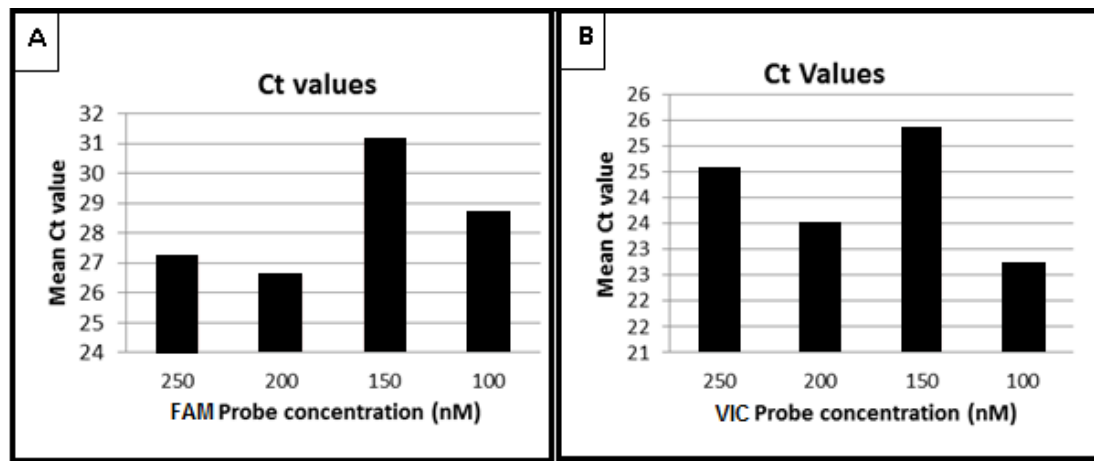 A
Ct values
Mean Ct value
32
31
30
29
28
27
26
25
24
250 200 150 100
FAM Probe concentration (nM)
B
Ct Values
Mean Ct value
26
26
25
25
24
24
23
23
22
22
21
250 200 150 100
VIC Probe concentration (nM)